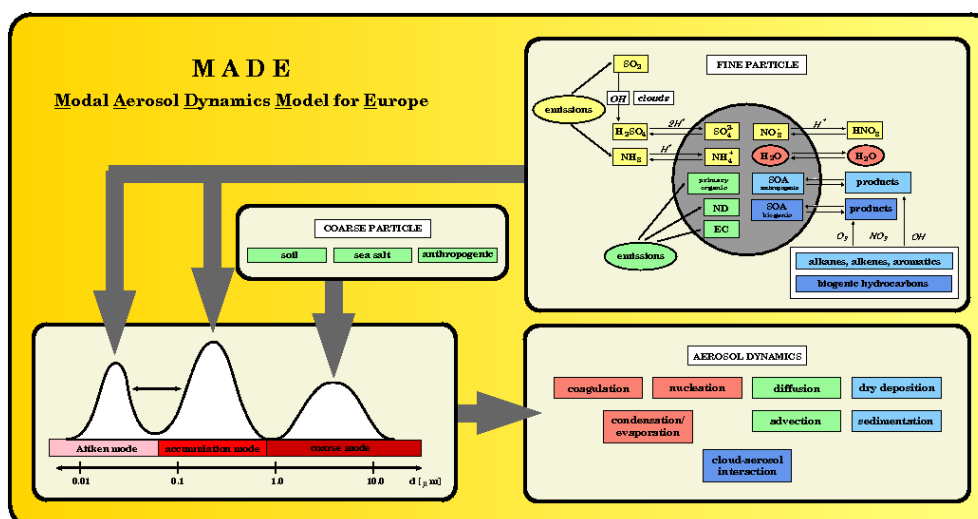 MADE
Modal Aerosol Dynamics Model for Europe
FINE PARTICLE
SO2
OH clouds
emissions
H2SO4 2H+ SO4 2- NO3- H+ HNO3
NH3 H+ NH4+ H2O H2O
primary organic
SOA anthropogenic
products
ND
SOA biogenic
products
EC
emissions
O3 NO3 OH
alkanes, alkenes, aromatics
biogenic hydrocarbons
COARSE PARTICLE
soil sea salt anthropogenic
Aitken mode accumulation mode coarse mode
0.01 0.1 1.0 10.0 d [μm]
AEROSOL DYNAMICS
coagulation nucleation diffusion dry deposition
condensation/
evaporation
advection sedimentation
cloud-aerosol
interaction